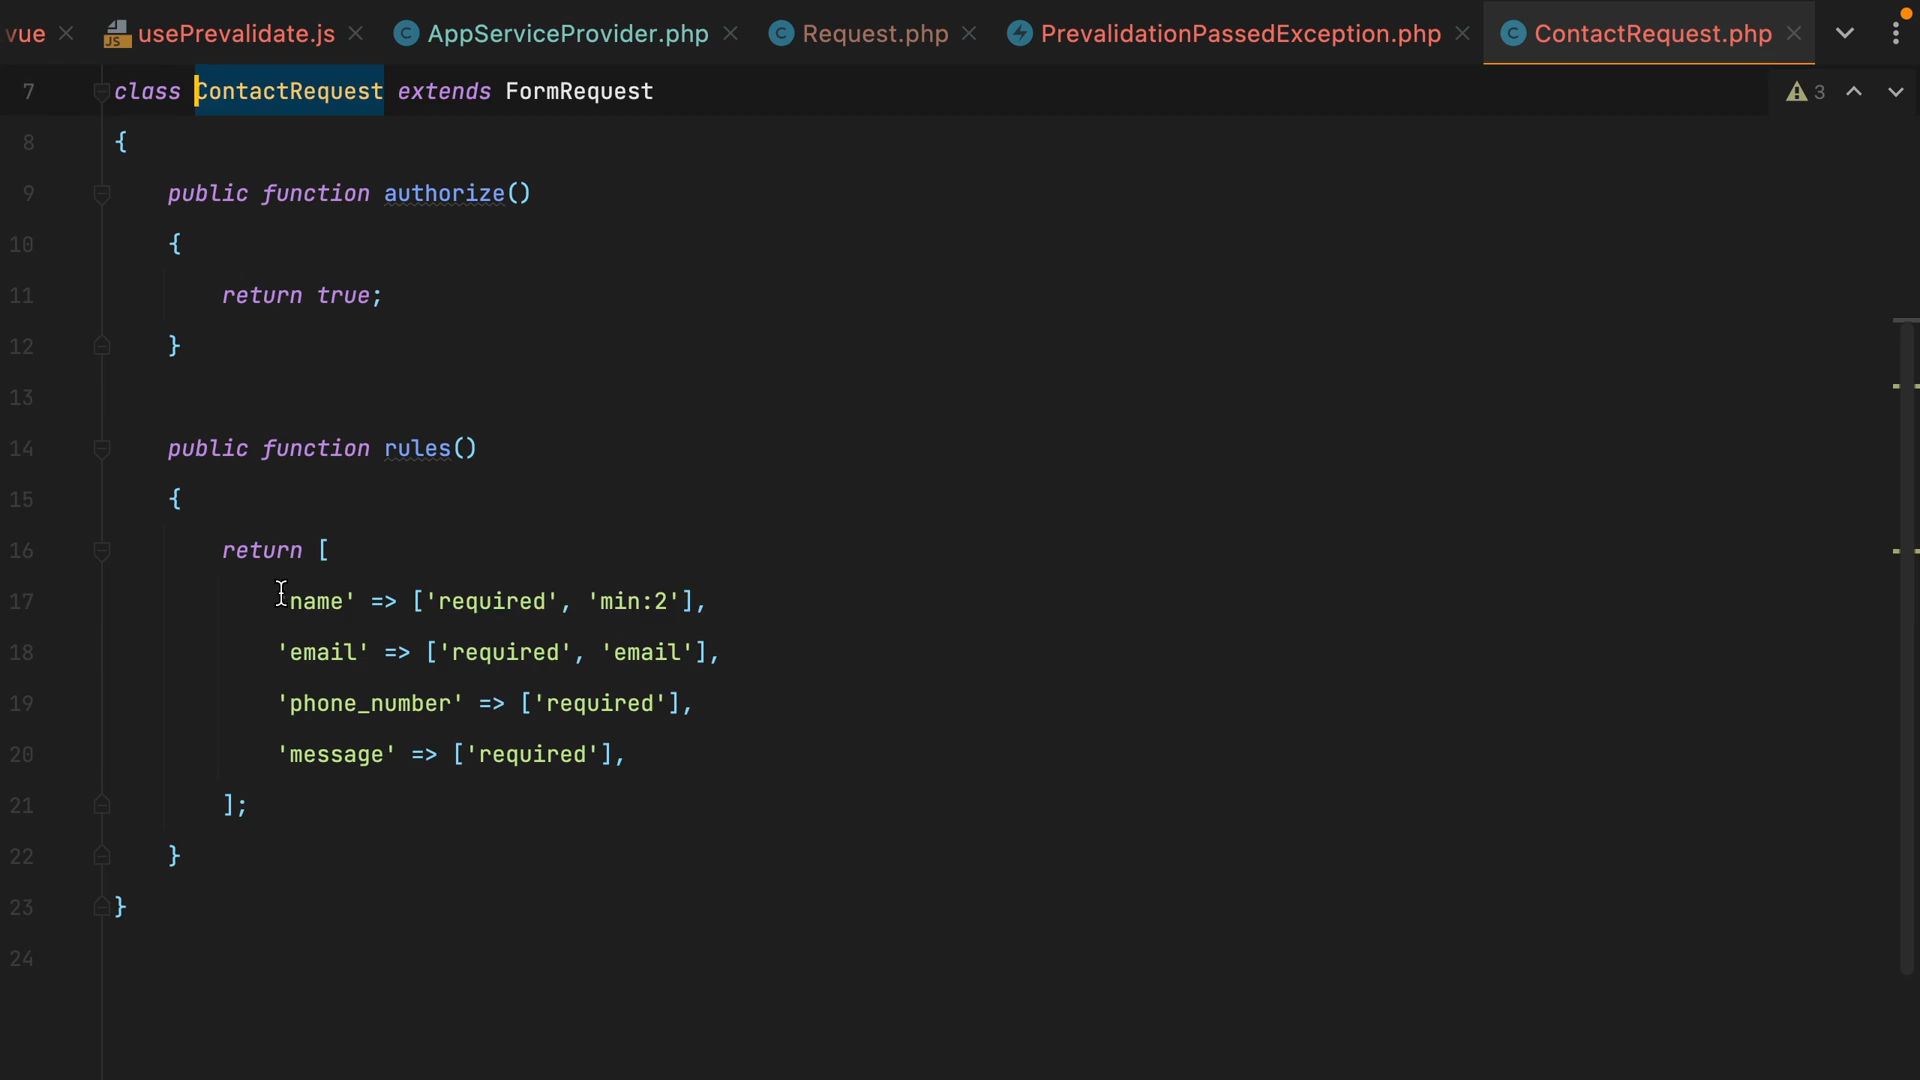 vue usePrevalidate.js AppServiceProvider.php Request.php PrevalidationPassedException.php ContactRequest.php
7 class ContactRequest extends FormRequest 3
8 {
9 public function authorize()
10 {
11 return true;
12 }
13
14 public function rules()
15 {
16 return [
17 'name' => ['required', 'min:2'],
18 'email' => ['required', 'email'],
19 'phone_number' => ['required'],
20 'message' => ['required'],
21 ];
22 }
23 }
24